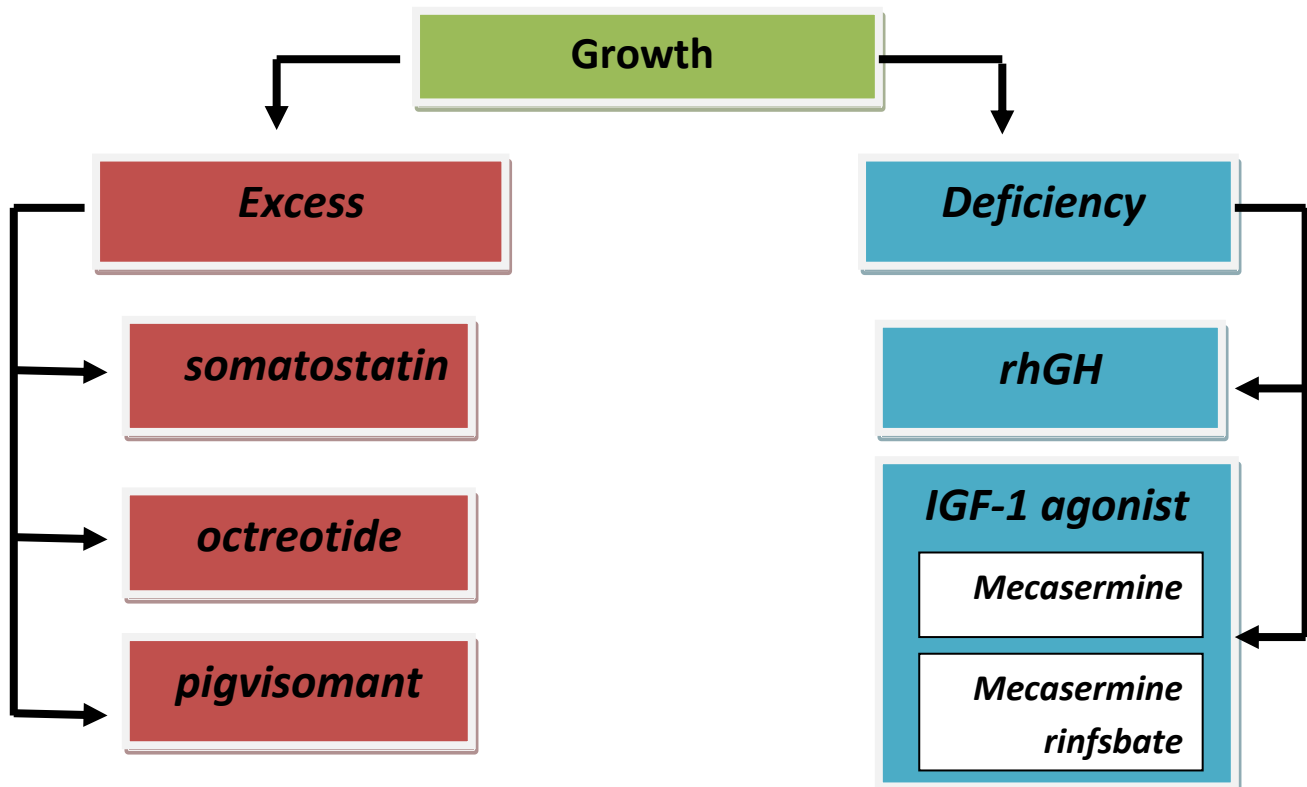 Growth
Excess
Deficiency
somatostatin
rhGH
octreotide
IGF-1 agonist
Mecasermine
pigvisomant
Mecasermine
rinfsbate